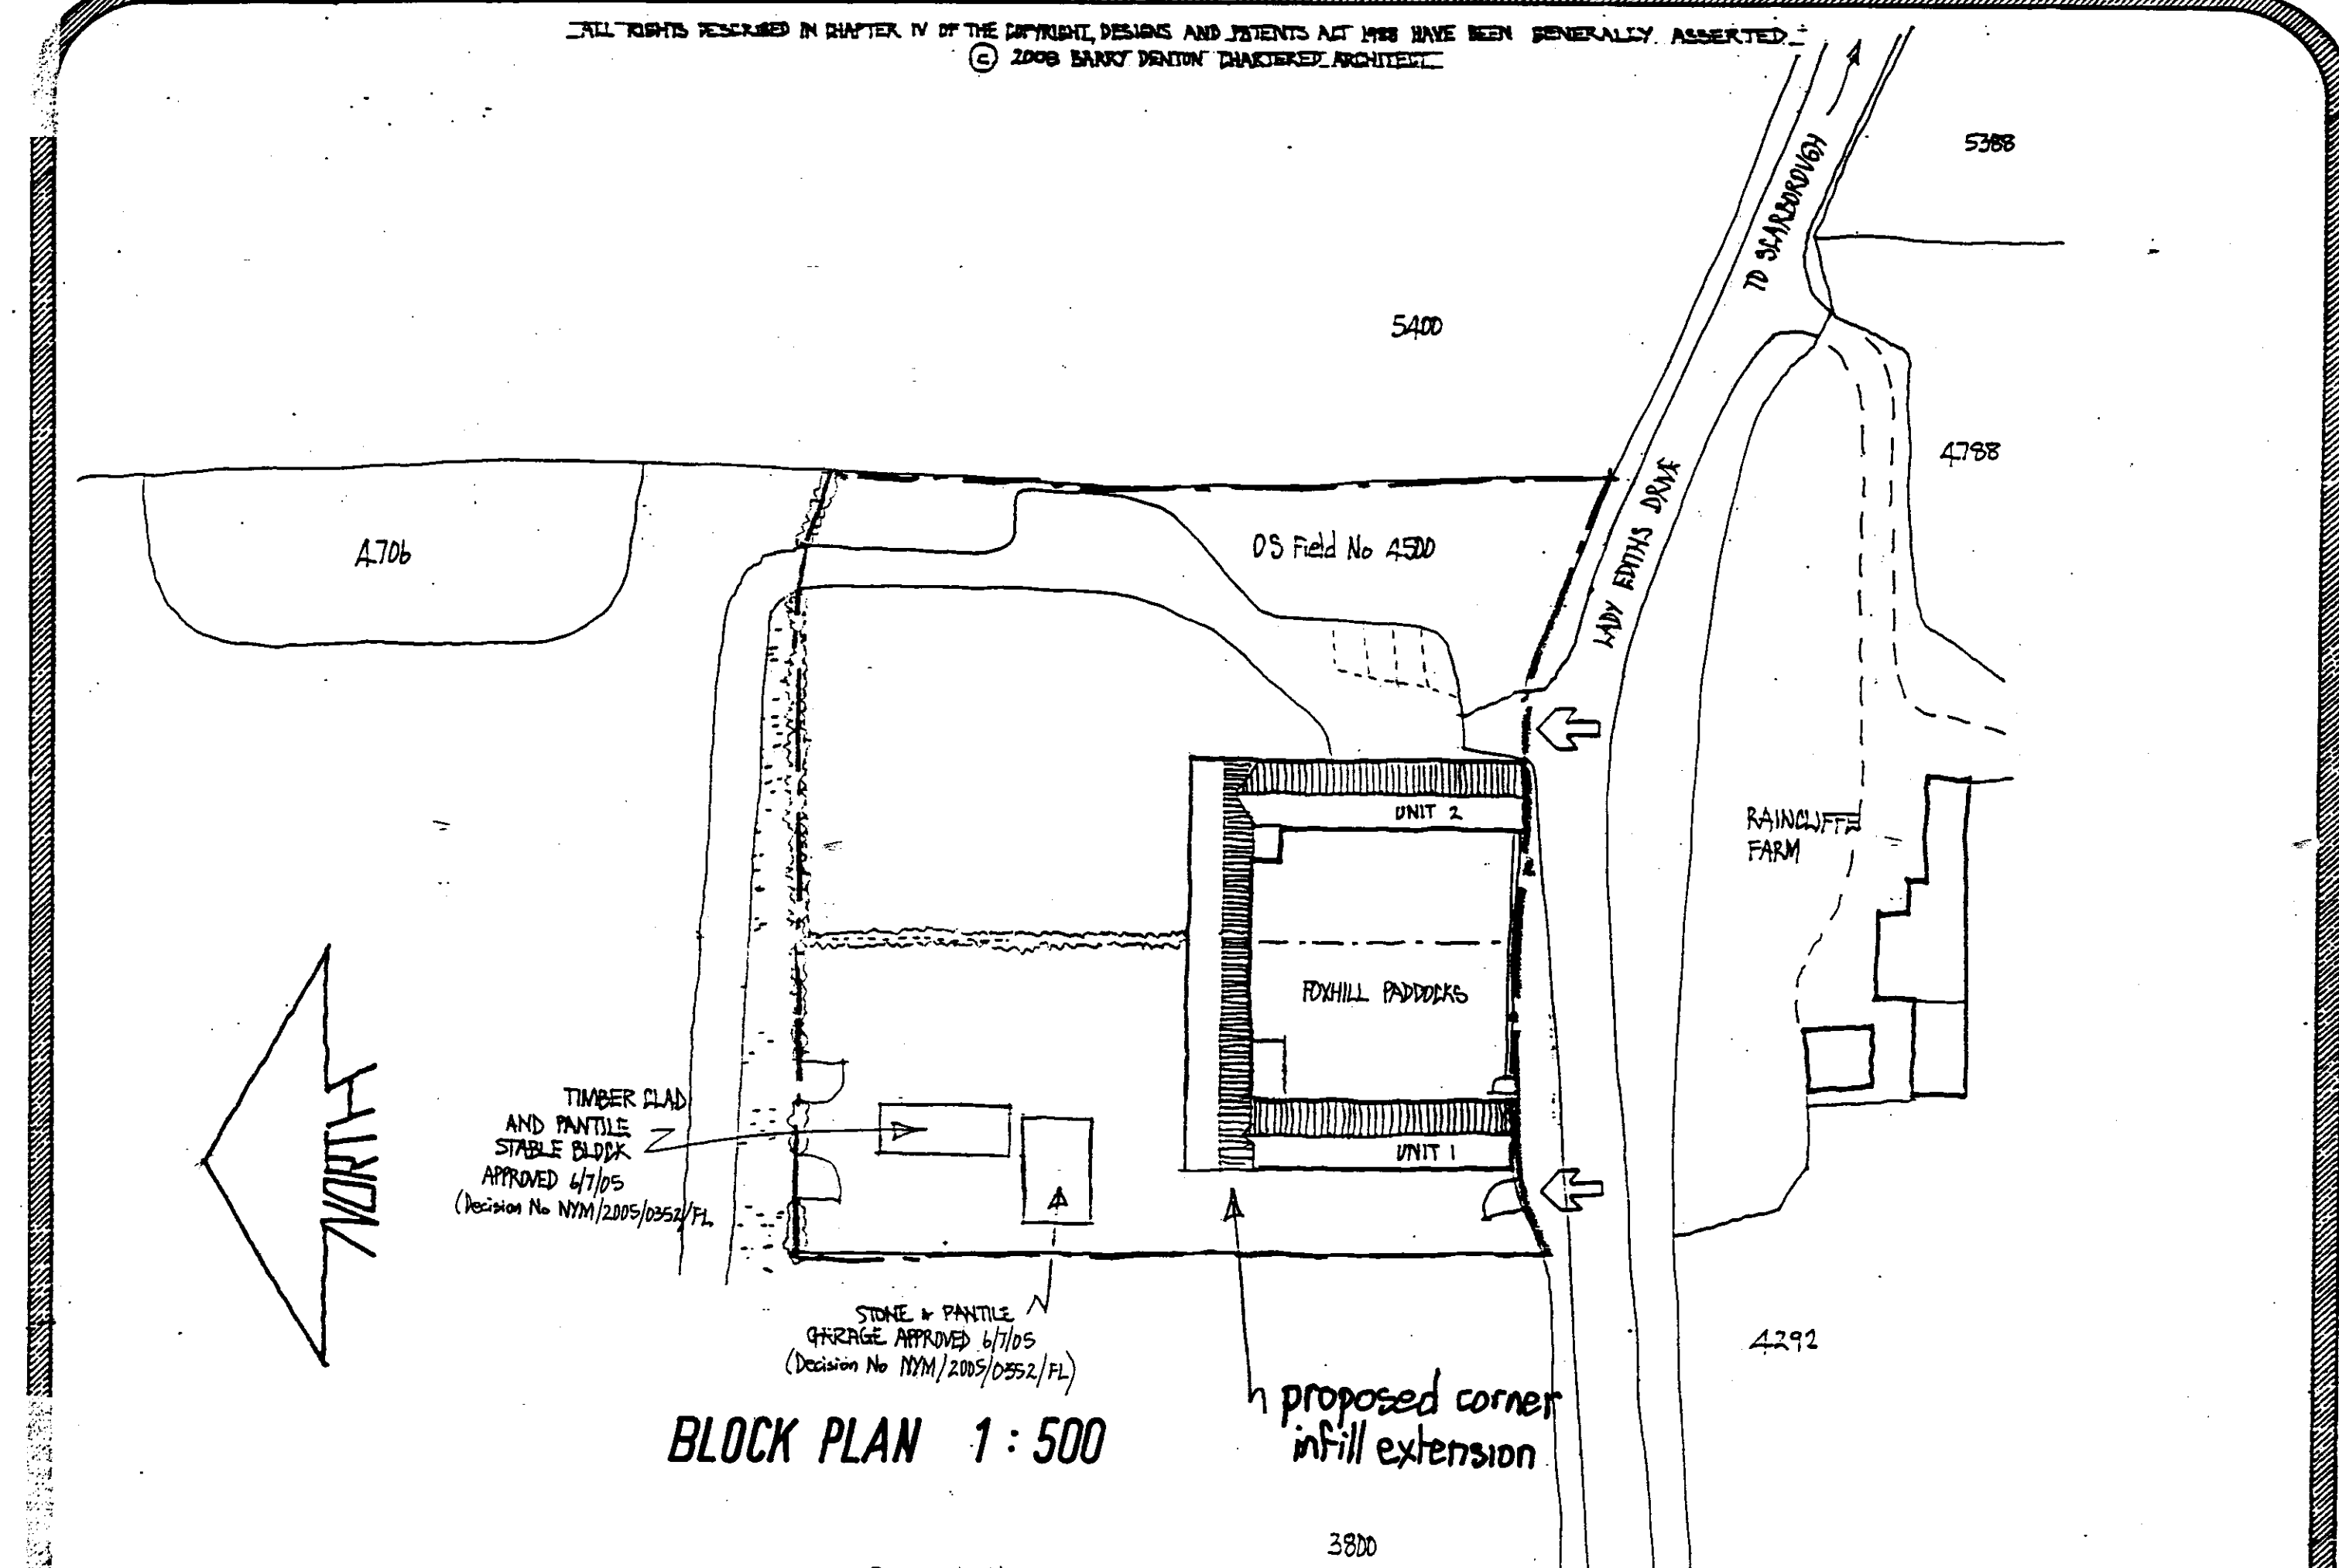 ALL RIGHTS DESCRIBED IN CHAPTER IV OF THE COPYRIGHT, DESIGNS AND PATENTS ACT 1988 HAVE BEEN GENERALLY ASSERTED
© 2008 BARRY DENTON CHARTERED ARCHITECT
5388
TO SCARBOROUGH
5400
4788
LADY EDITHS DRIVE
4706
OS Field No 4500
UNIT 2
RAINCLIFFE
FARM
FOXHILL PADDOCKS
NORTH
TIMBER CLAD
AND PANTILE
STABLE BLOCK
APPROVED 6/7/05
(Decision No NYM/2005/0352/FL
UNIT 1
STONE & PANTILE
GARAGE APPROVED 6/7/05
(Decision No NYM/2005/0352/FL)
4292
proposed corner
infill extension
BLOCK PLAN 1:500
3800